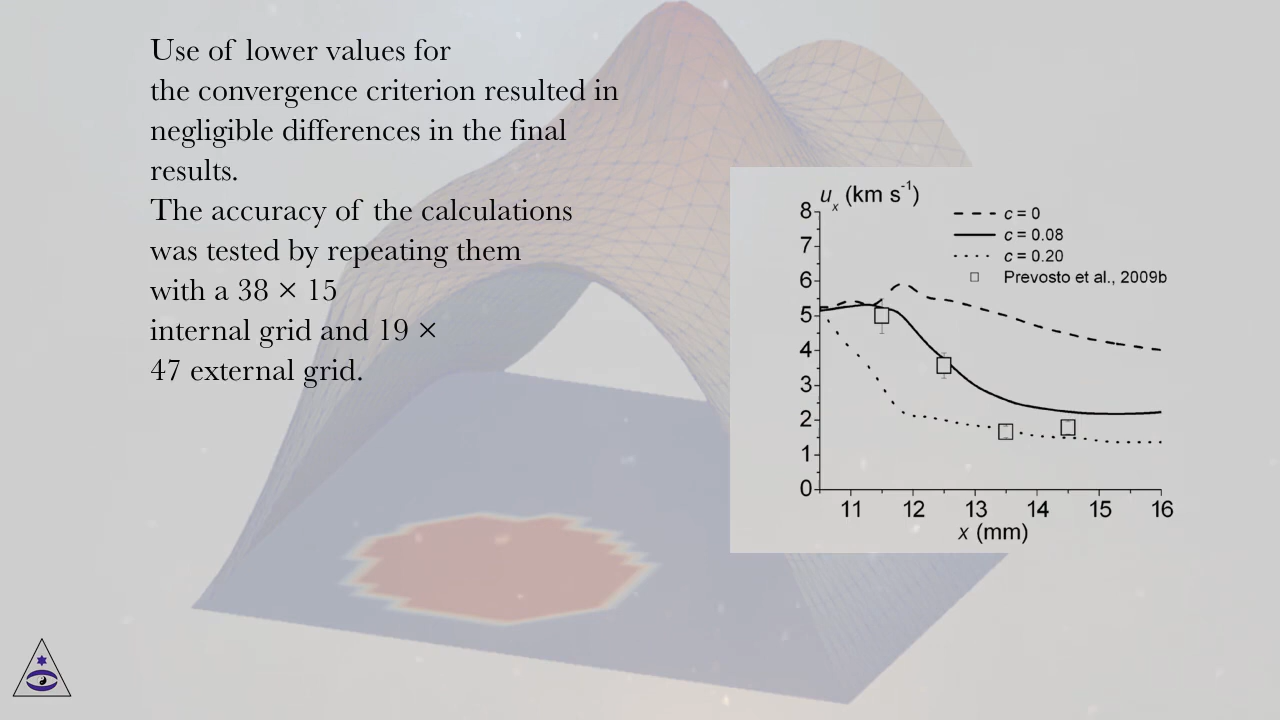 Use of lower values for
the convergence criterion resulted in
negligible differences in the final
results.
The accuracy of the calculations
was tested by repeating them
with a 38 × 15
internal grid and 19 ×
47 external grid.
uₓ (km s⁻¹)
8
7
6
5
4
3
2
1
0
c = 0
c = 0.08
c = 0.20
Prevosto et al., 2009b
11 12 13 14 15 16
x (mm)